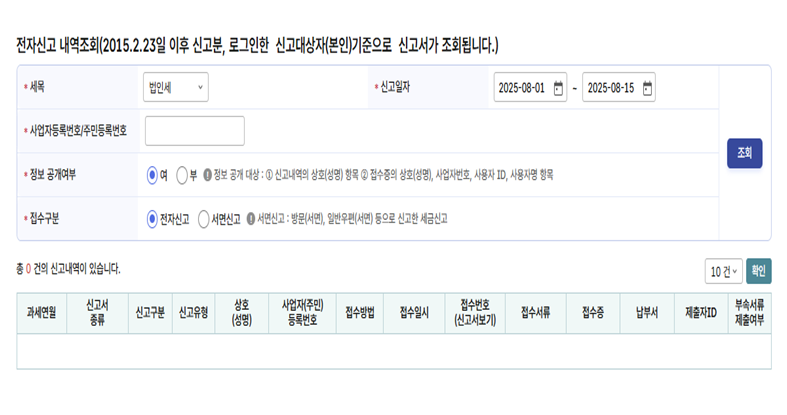 전자신고 내역조회(2015.2.23일 이후 신고분, 로그인한 신고대상자(본인)기준으로 신고서가 조회됩니다.)
* 세목 법인세 * 신고일자 2025-08-01 ~ 2025-08-15
* 사업자등록번호/주민등록번호
조회
* 정보 공개여부 여 부 ! 정보 공개 대상 : ① 신고내역의 상호(성명) 항목 ② 접수증의 상호(성명), 사업자번호, 사용자 ID, 사용자명 항목
* 접수구분 전자신고 서면신고 ! 서면신고 : 방문(서면), 일반우편(서면) 등으로 신고한 세금신고
총 0 건의 신고내역이 있습니다. 10 건 확인
과세연월 신고서 종류 신고구분 신고유형 상호 (성명) 사업자(주민) 등록번호 접수방법 접수일시 접수번호 (신고서보기) 접수서류 접수증 납부서 제출자ID 부속서류 제출여부